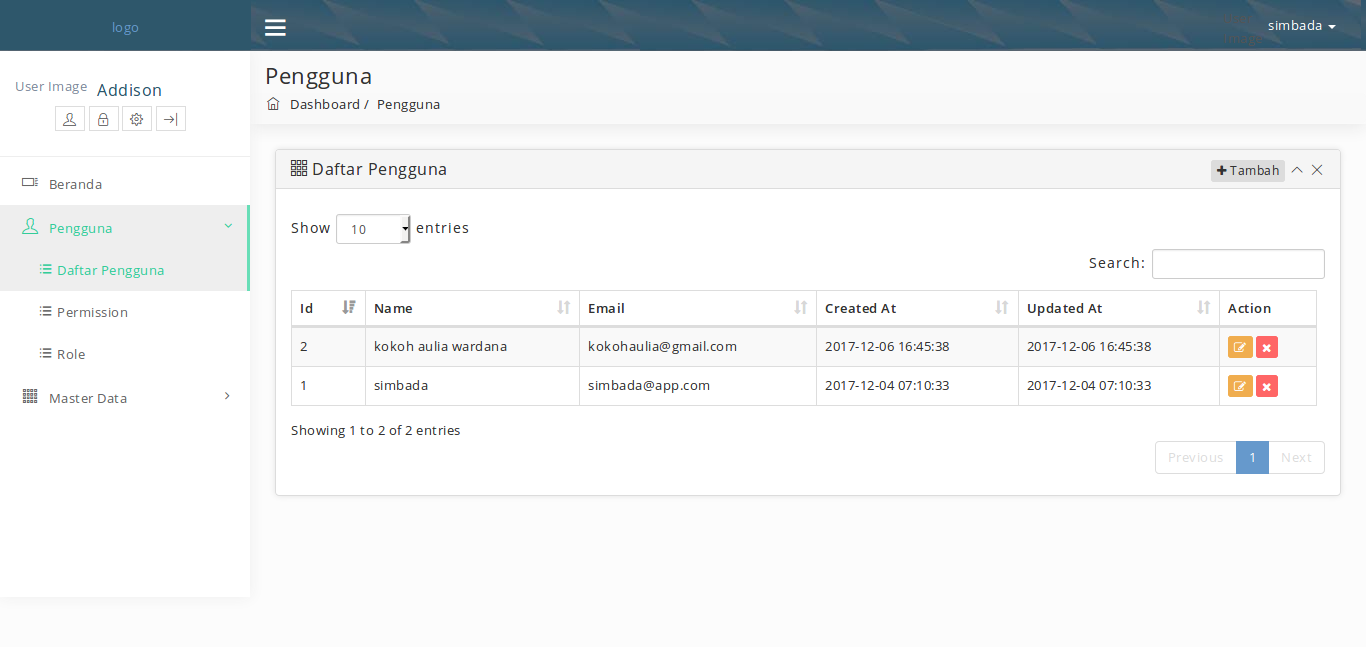 logo
simbada
User Image Addison
Beranda
Pengguna
Daftar Pengguna
Permission
Role
Master Data
Pengguna
Dashboard / Pengguna
Daftar Pengguna
Tambah
Show 10 entries
Search:
Id Name Email Created At Updated At Action
2 kokoh aulia wardana kokohaulia@gmail.com 2017-12-06 16:45:38 2017-12-06 16:45:38
1 simbada simbada@app.com 2017-12-04 07:10:33 2017-12-04 07:10:33
Showing 1 to 2 of 2 entries
Previous 1 Next